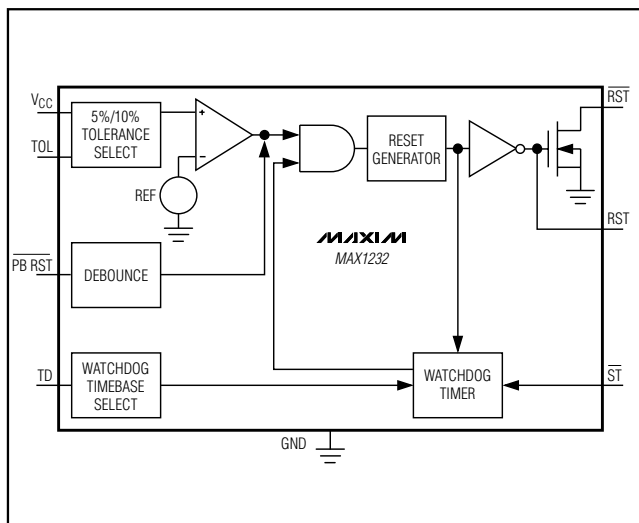 VCC
5%/10%
TOLERANCE
SELECT
TOL
+
−
REF
RESET
GENERATOR
RST
RST
MAXIM
MAX1232
PB RST
DEBOUNCE
TD
WATCHDOG
TIMEBASE
SELECT
WATCHDOG
TIMER
ST
GND